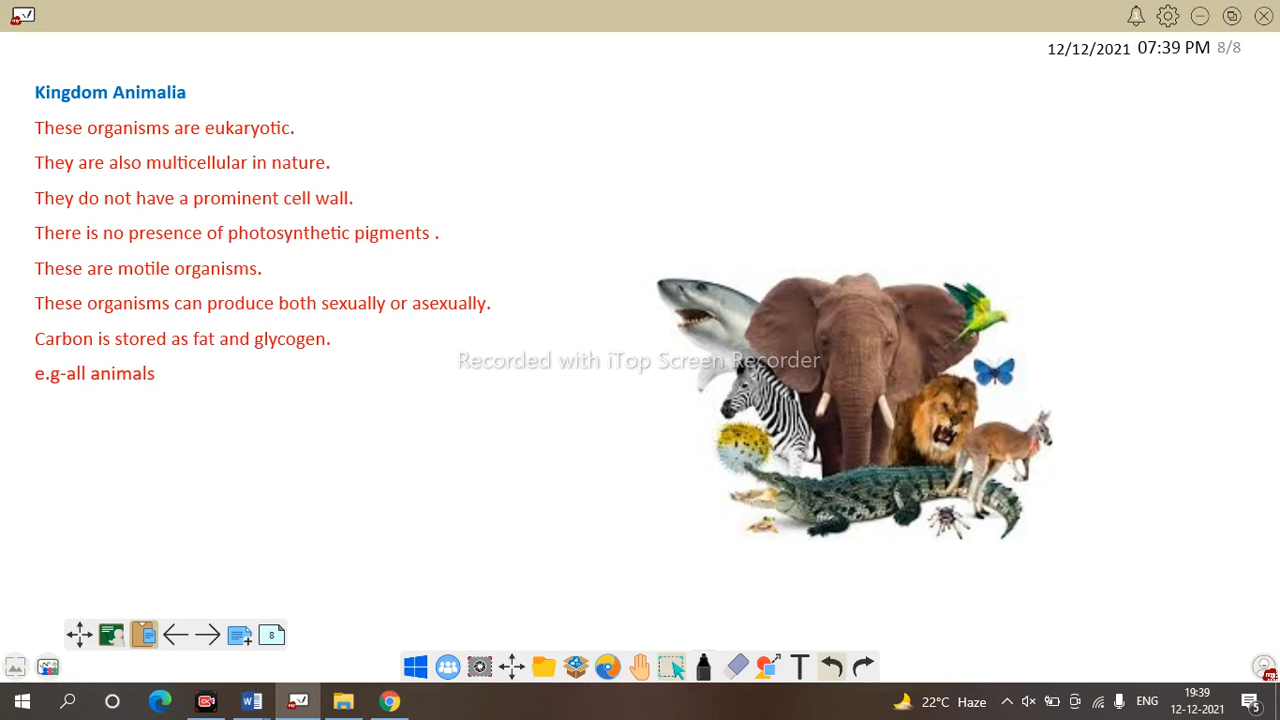 12/12/2021 07:39 PM 8/8
Kingdom Animalia
These organisms are eukaryotic.
They are also multicellular in nature.
They do not have a prominent cell wall.
There is no presence of photosynthetic pigments .
These are motile organisms.
These organisms can produce both sexually or asexually.
Carbon is stored as fat and glycogen.
Recorded with iTop Screen Recorder
e.g-all animals
8
T
22°C Haze
ENG
19:39
12-12-2021
5